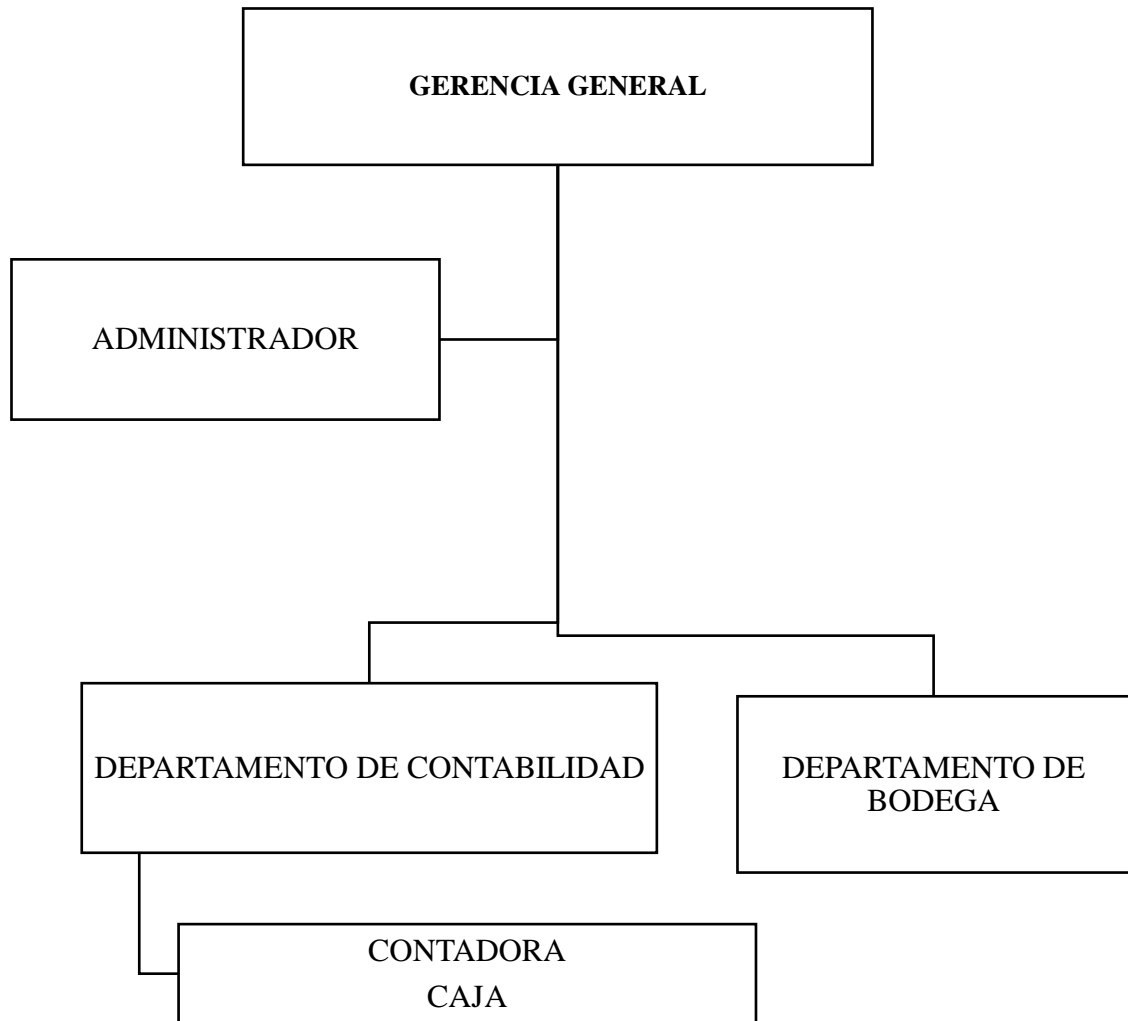 GERENCIA GENERAL
ADMINISTRADOR
DEPARTAMENTO DE CONTABILIDAD
DEPARTAMENTO DE
BODEGA
CONTADORA
CAJA